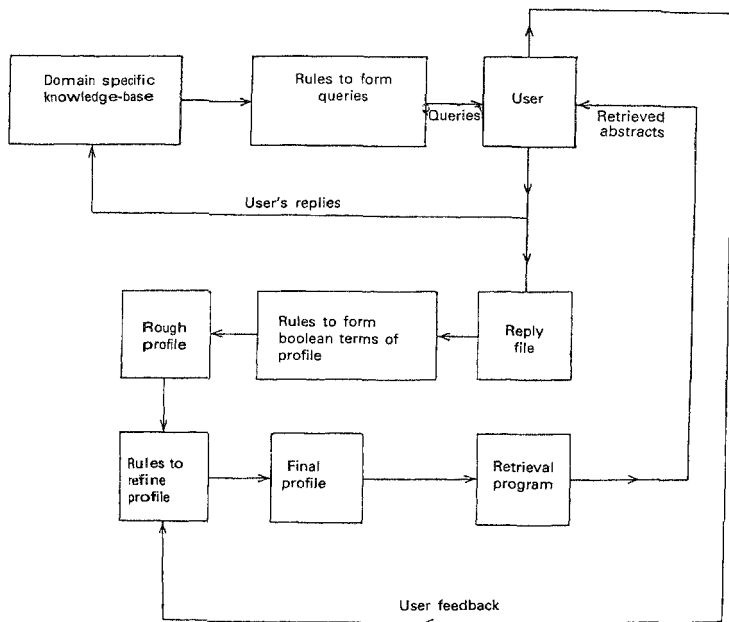 Domain specific
knowledge-base
Rules to form
queries
Queries
User
Retrieved
abstracts
User's replies
Rough
profile
Rules to form
boolean terms of
profile
Reply
file
Rules to
refine
profile
Final
profile
Retrieval
program
User feedback